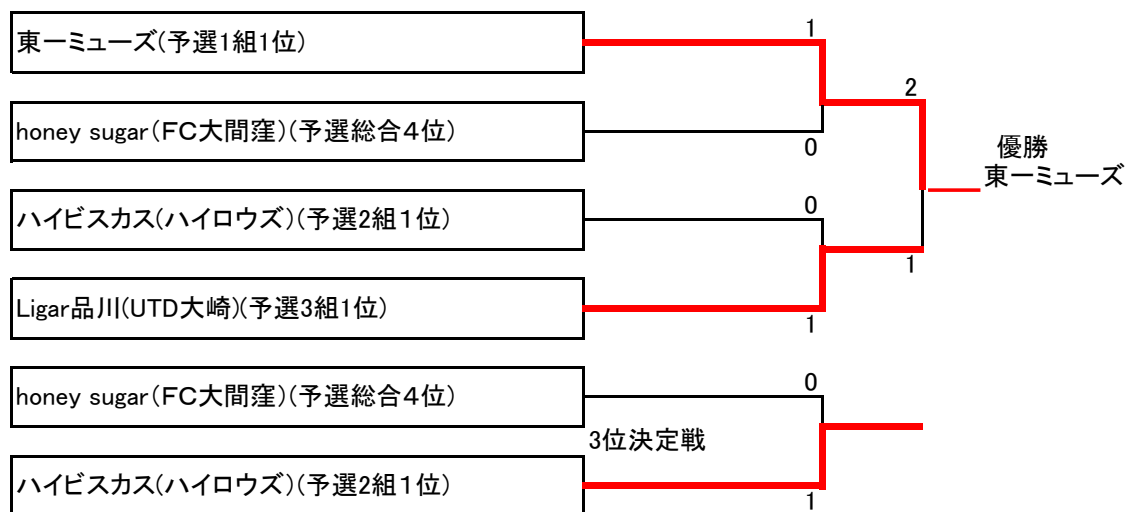 東一ミューズ(予選1組1位)
1
2
honey sugar（FC大間窪）（予選総合４位）
0
優勝
東一ミューズ
ハイビスカス(ハイロウズ)（予選2組１位）
0
1
Ligar品川(UTD大崎)(予選3組1位)
1
honey sugar（FC大間窪）（予選総合４位）
0
3位決定戦
ハイビスカス(ハイロウズ)（予選2組１位）
1